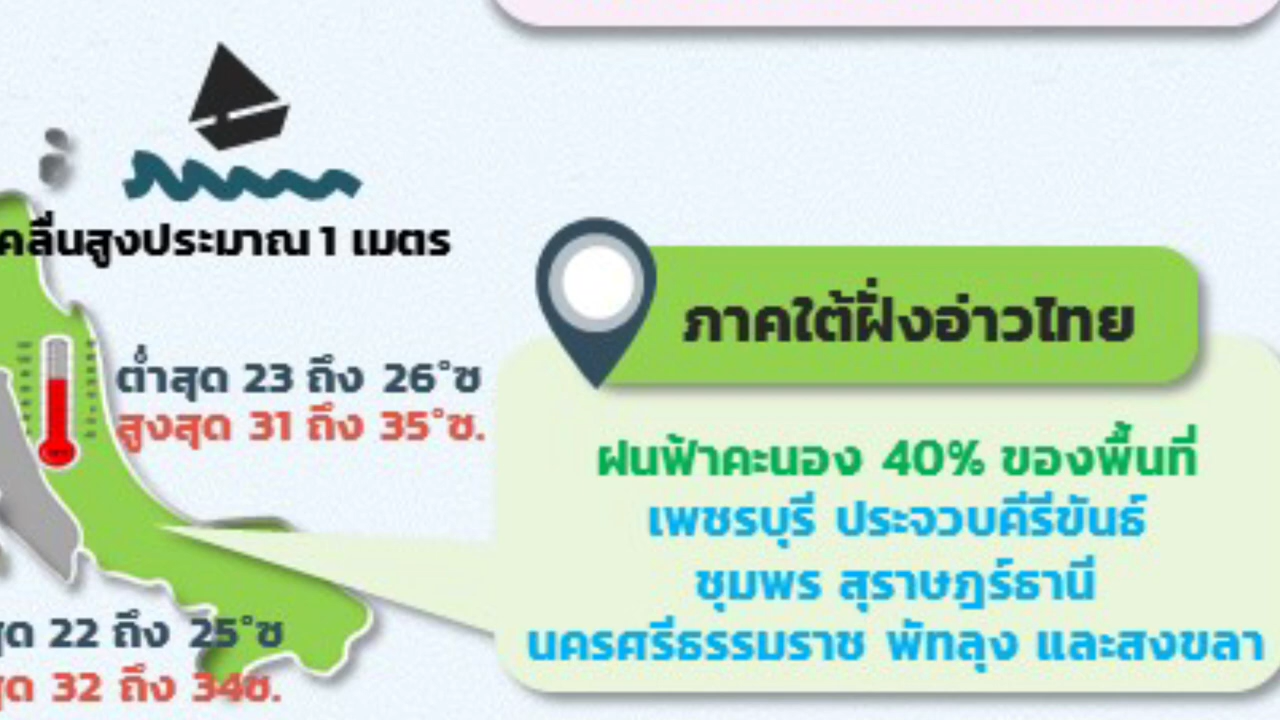 คลื่นสูงประมาณ 1 เมตร
ภาคใต้ฝั่งอ่าวไทย
ต่ำสุด 23 ถึง 26°ซ
สูงสุด 31 ถึง 35°ซ.
ฝนฟ้าคะนอง 40% ของพื้นที่
เพชรบุรี ประจวบคีรีขันธ์
ชุมพร สุราษฎร์ธานี
นครศรีธรรมราช พัทลุง และสงขลา
22 ถึง 25°ซ
32 ถึง 34ซ.